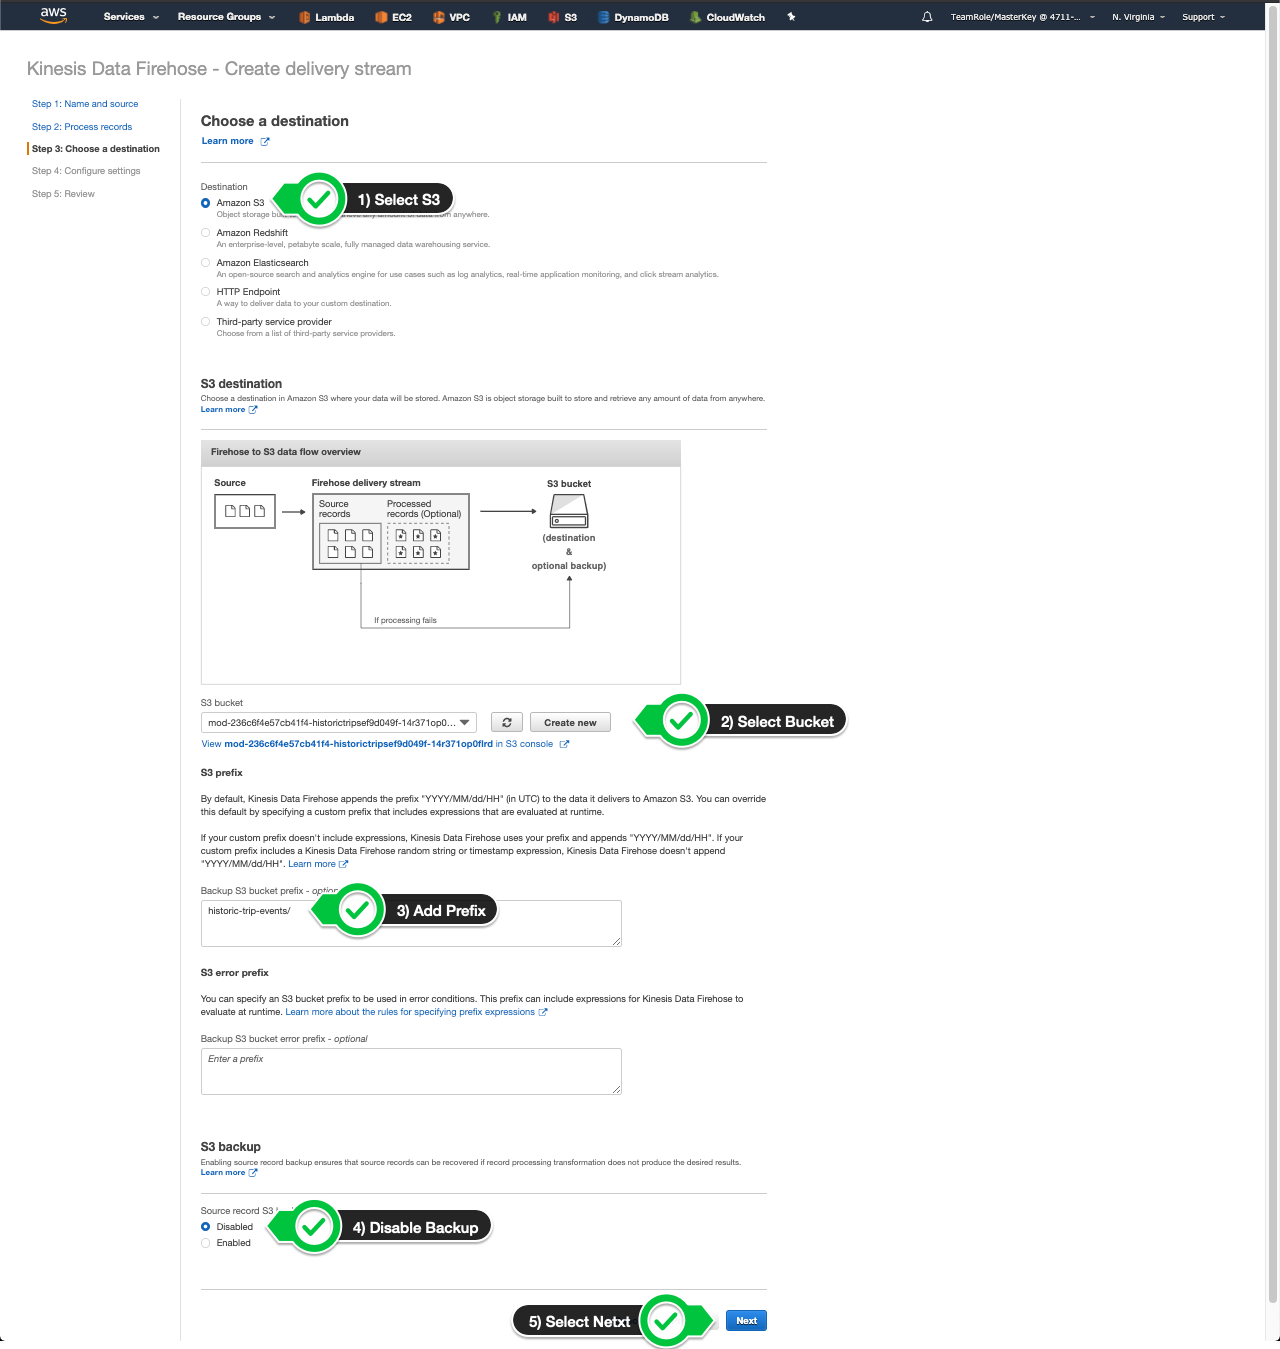 aws Services Resource Groups Lambda EC2 VPC IAM S3 DynamoDB CloudWatch TeamRole/MasterKey @ 4711-... N. Virginia Support
Kinesis Data Firehose - Create delivery stream
Step 1: Name and source
Step 2: Process records
Step 3: Choose a destination
Step 4: Configure settings
Step 5: Review
Choose a destination
Learn more
Destination
Amazon S3
1) Select S3
Object storage from anywhere.
Amazon Redshift
An enterprise-level, petabyte scale, fully managed data warehousing service.
Amazon Elasticsearch
An open-source search and analytics engine for use cases such as log analytics, real-time application monitoring, and click stream analytics.
HTTP Endpoint
A way to deliver data to your custom destination.
Third-party service provider
Choose from a list of third-party service providers.
S3 destination
Choose a destination in Amazon S3 where your data will be stored. Amazon S3 is object storage built to store and retrieve any amount of data from anywhere.
Learn more
Firehose to S3 data flow overview
Source
Firehose delivery stream
S3 bucket
Source
records
Processed
records (Optional)
(destination
&
optional backup)
If processing fails
S3 bucket
mod-236c6f4e57cb41f4-historictripsef9d049f-14r371op0...
Create new
2) Select Bucket
View mod-236c6f4e57cb41f4-historictripsef9d049f-14r371op0flrd in S3 console
S3 prefix
By default, Kinesis Data Firehose appends the prefix "YYYY/MM/dd/HH" (in UTC) to the data it delivers to Amazon S3. You can override
this default by specifying a custom prefix that includes expressions that are evaluated at runtime.
If your custom prefix doesn't include expressions, Kinesis Data Firehose uses your prefix and appends "YYYY/MM/dd/HH". If your
custom prefix includes a Kinesis Data Firehose random string or timestamp expression, Kinesis Data Firehose doesn't append
"YYYY/MM/dd/HH". Learn more
Backup S3 bucket prefix -
historic-trip-events/
3) Add Prefix
S3 error prefix
You can specify an S3 bucket prefix to be used in error conditions. This prefix can include expressions for Kinesis Data Firehose to
evaluate at runtime. Learn more about the rules for specifying prefix expressions
Backup S3 bucket error prefix - optional
Enter a prefix
S3 backup
Enabling source record backup ensures that source records can be recovered if record processing transformation does not produce the desired results.
Learn more
Source record S3
Disabled
4) Disable Backup
Enabled
5) Select Netxt
Next